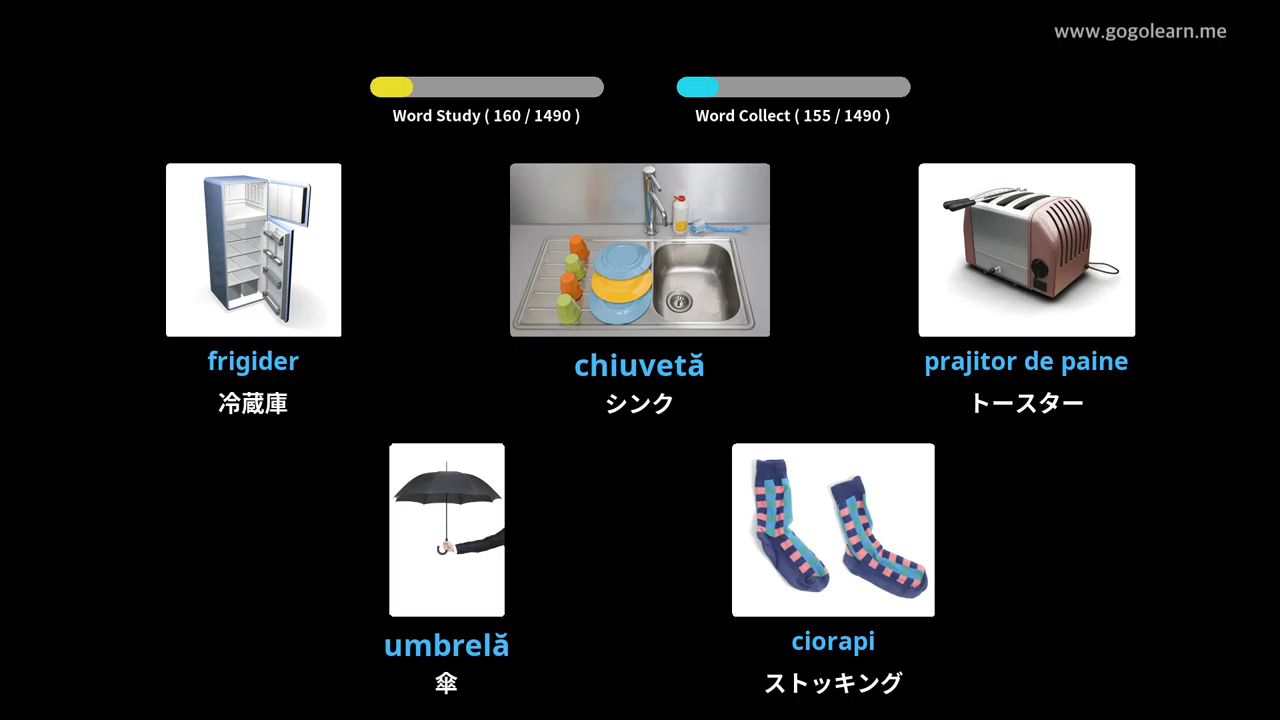 www.gogolearn.me
Word Study ( 160 / 1490 )
Word Collect ( 155 / 1490 )
frigider
chiuvetă
prajitor de paine
冷蔵庫
シンク
トースター
umbrelă
ciorapi
傘
ストッキング